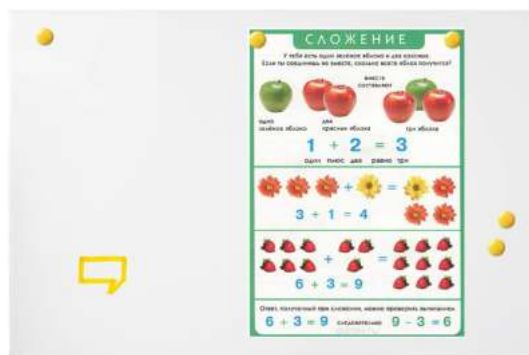 СЛОЖЕНИЕ
У тебя есть одно зелёное яблоко и два красных.
Если ты соединишь их вместе, сколько всего яблок получится?
вместе
составляют
одно
зелёное яблоко
два
красных яблока
три яблока
1 + 2 = 3
один плюс два равно три
3 + 1 = 4
6 + 3 = 9
Ответ, полученный при сложении, можно проверить вычитанием
6 + 3 = 9 следовательно 9 - 3 = 6